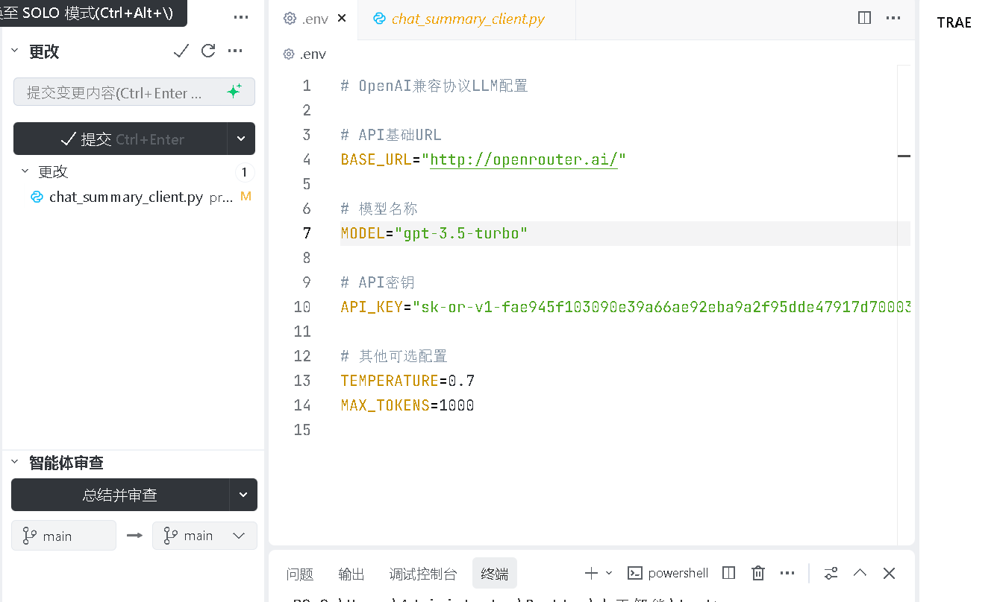 至 SOLO 模式(Ctrl+Alt+\)
更改
提交变更内容(Ctrl+Enter ...
提交 Ctrl+Enter
更改 1
chat_summary_client.py pr... M
智能体审查
总结并审查
main
main
.env
chat_summary_client.py
.env
1 # OpenAI兼容协议LLM配置
2
3 # API基础URL
4 BASE_URL="http://openrouter.ai/"
5
6 # 模型名称
7 MODEL="gpt-3.5-turbo"
8
9 # API密钥
10 API_KEY="sk-or-v1-fae945f103090e39a66ae92eba9a2f95dde47917d70003
11
12 # 其他可选配置
13 TEMPERATURE=0.7
14 MAX_TOKENS=1000
15
问题 输出 调试控制台 终端 powershell
TRAE